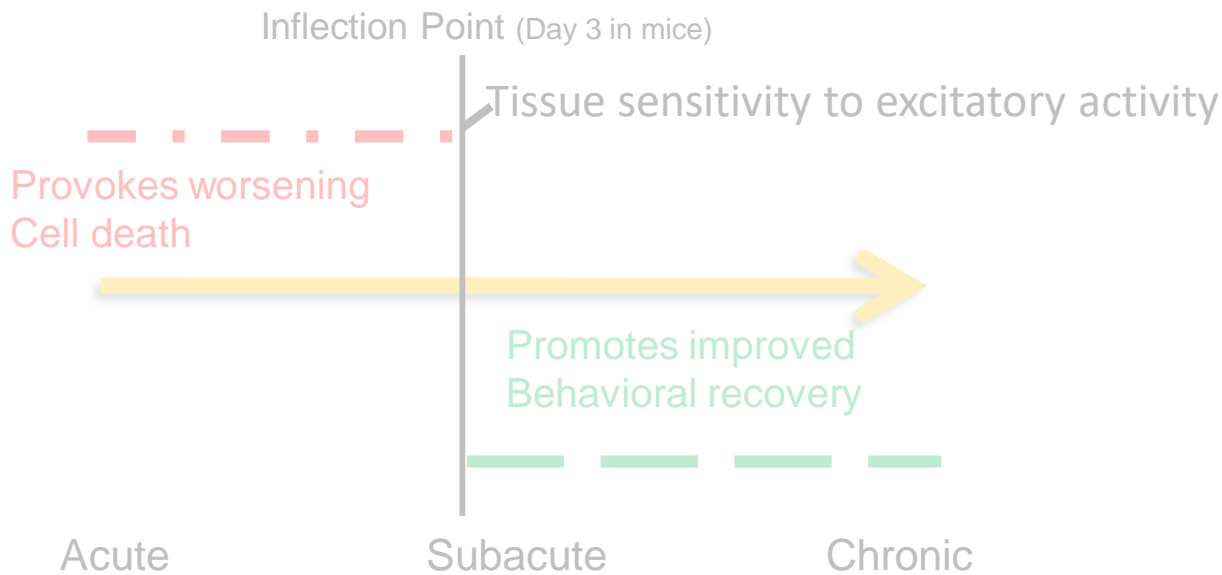 Inflection Point (Day 3 in mice)
Tissue sensitivity to excitatory activity
Provokes worsening
Cell death
Promotes improved
Behavioral recovery
Acute Subacute Chronic